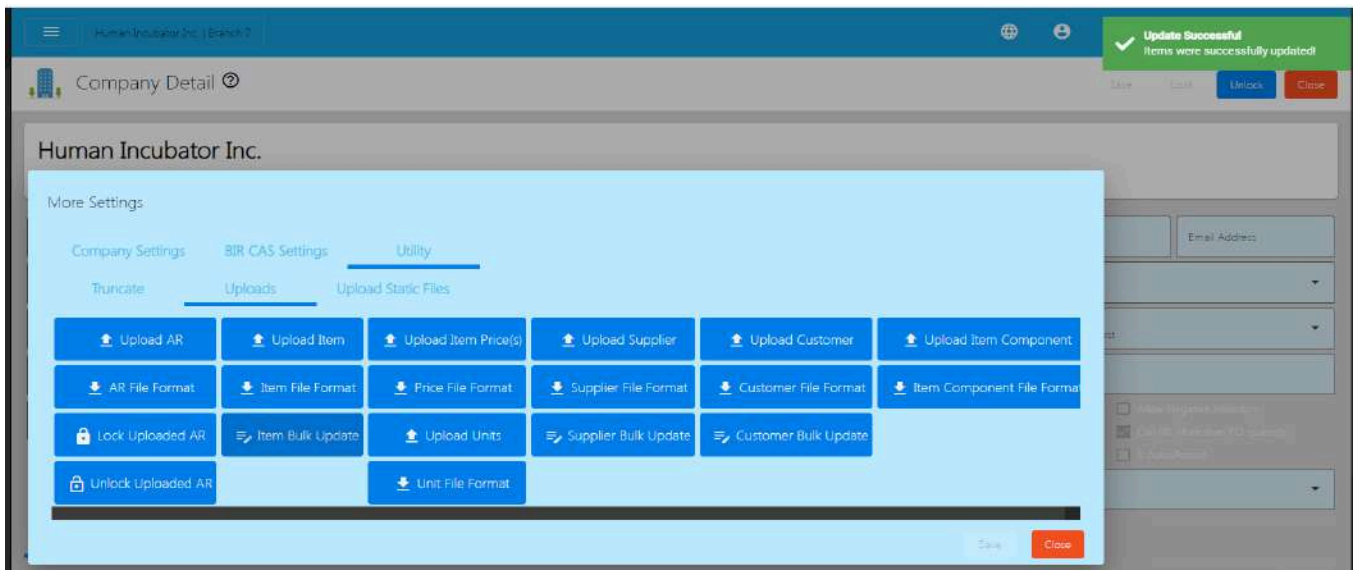 Human Incubator Inc. | Branch 2
Update Successful
Items were successfully updated!
Company Detail
Save Lock Unlock Close
Human Incubator Inc.
More Settings
Company Settings BIR CAS Settings Utility
Email Address
Truncate Uploads Upload Static Files
Upload AR Upload Item Upload Item Price(s) Upload Supplier Upload Customer Upload Item Component
AR File Format Item File Format Price File Format Supplier File Format Customer File Format Item Component File Forma
Lock Uploaded AR Item Bulk Update Upload Units Supplier Bulk Update Customer Bulk Update
Unlock Uploaded AR Unit File Format
Save Close